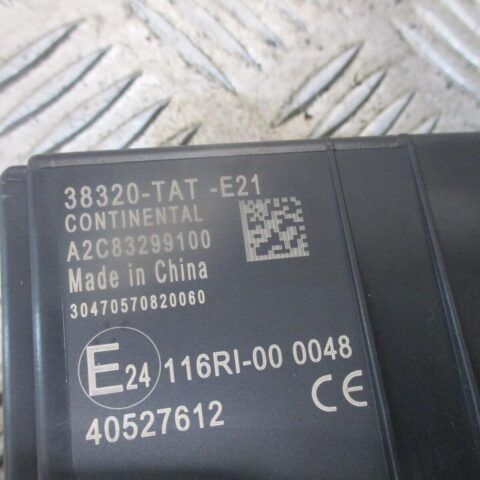 38320-TAT -E21
CONTINENTAL
A2C83299100
Made in China
30470570820060
E24 116RI-00 0048
CE
40527612